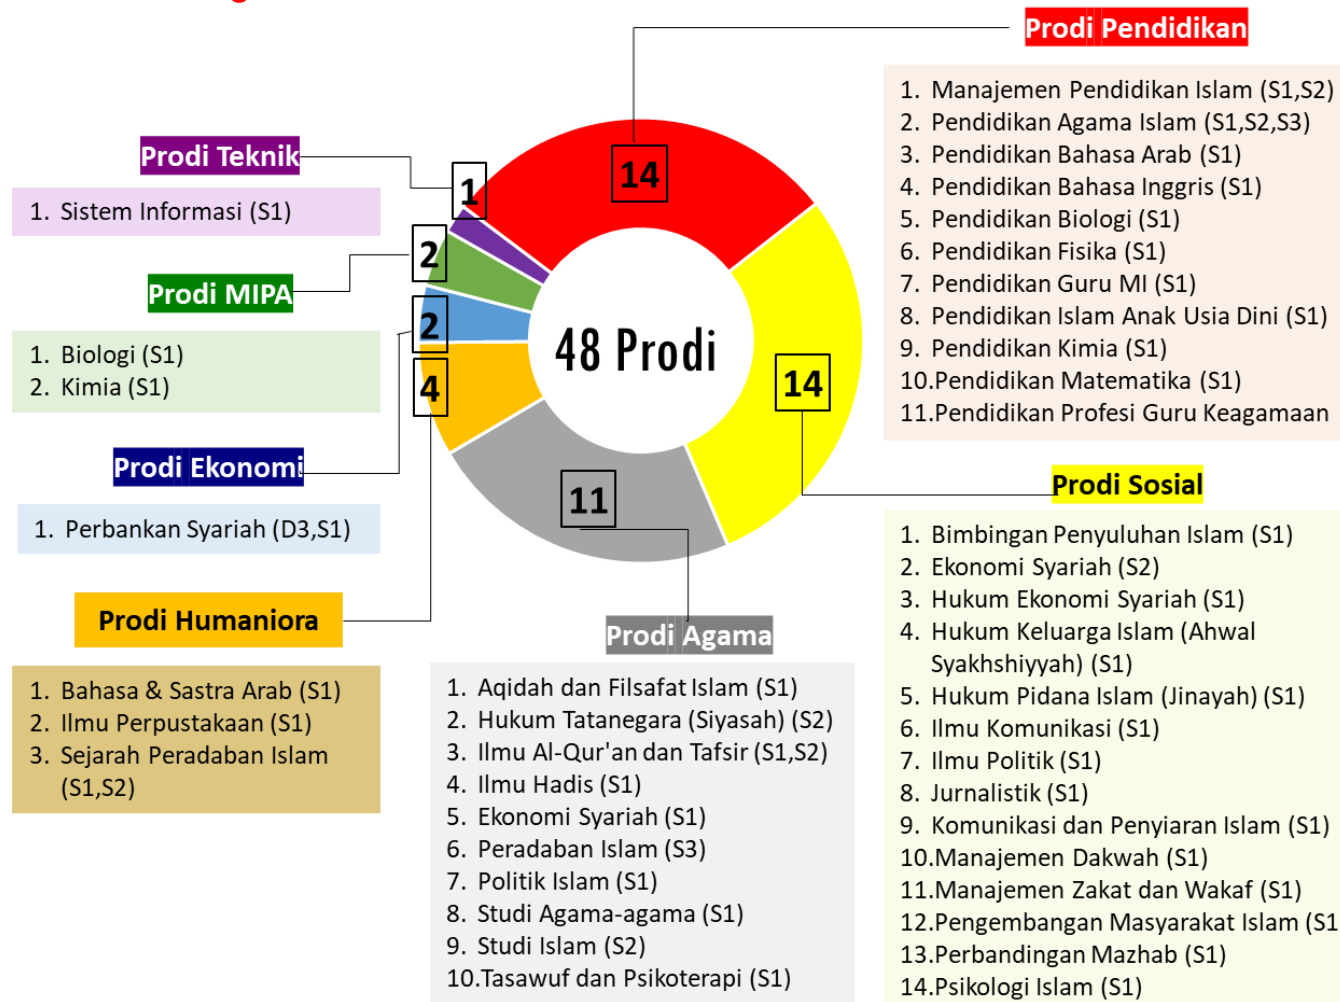 Prodi Pendidikan
1. Manajemen Pendidikan Islam (S1,S2)
2. Pendidikan Agama Islam (S1,S2,S3)
3. Pendidikan Bahasa Arab (S1)
4. Pendidikan Bahasa Inggris (S1)
5. Pendidikan Biologi (S1)
6. Pendidikan Fisika (S1)
7. Pendidikan Guru MI (S1)
8. Pendidikan Islam Anak Usia Dini (S1)
9. Pendidikan Kimia (S1)
10.Pendidikan Matematika (S1)
11.Pendidikan Profesi Guru Keagamaan
Prodi Teknik
1. Sistem Informasi (S1)
Prodi MIPA
1. Biologi (S1)
2. Kimia (S1)
Prodi Ekonomi
1. Perbankan Syariah (D3,S1)
Prodi Humaniora
1. Bahasa & Sastra Arab (S1)
2. Ilmu Perpustakaan (S1)
3. Sejarah Peradaban Islam
(S1,S2)
14
1
2
2
4
48 Prodi
14
11
Prodi Agama
1. Aqidah dan Filsafat Islam (S1)
2. Hukum Tatanegara (Siyasah) (S2)
3. Ilmu Al-Qur'an dan Tafsir (S1,S2)
4. Ilmu Hadis (S1)
5. Ekonomi Syariah (S1)
6. Peradaban Islam (S3)
7. Politik Islam (S1)
8. Studi Agama-agama (S1)
9. Studi Islam (S2)
10.Tasawuf dan Psikoterapi (S1)
Prodi Sosial
1. Bimbingan Penyuluhan Islam (S1)
2. Ekonomi Syariah (S2)
3. Hukum Ekonomi Syariah (S1)
4. Hukum Keluarga Islam (Ahwal
Syakhshiyyah) (S1)
5. Hukum Pidana Islam (Jinayah) (S1)
6. Ilmu Komunikasi (S1)
7. Ilmu Politik (S1)
8. Jurnalistik (S1)
9. Komunikasi dan Penyiaran Islam (S1)
10.Manajemen Dakwah (S1)
11.Manajemen Zakat dan Wakaf (S1)
12.Pengembangan Masyarakat Islam (S1
13.Perbandingan Mazhab (S1)
14.Psikologi Islam (S1)